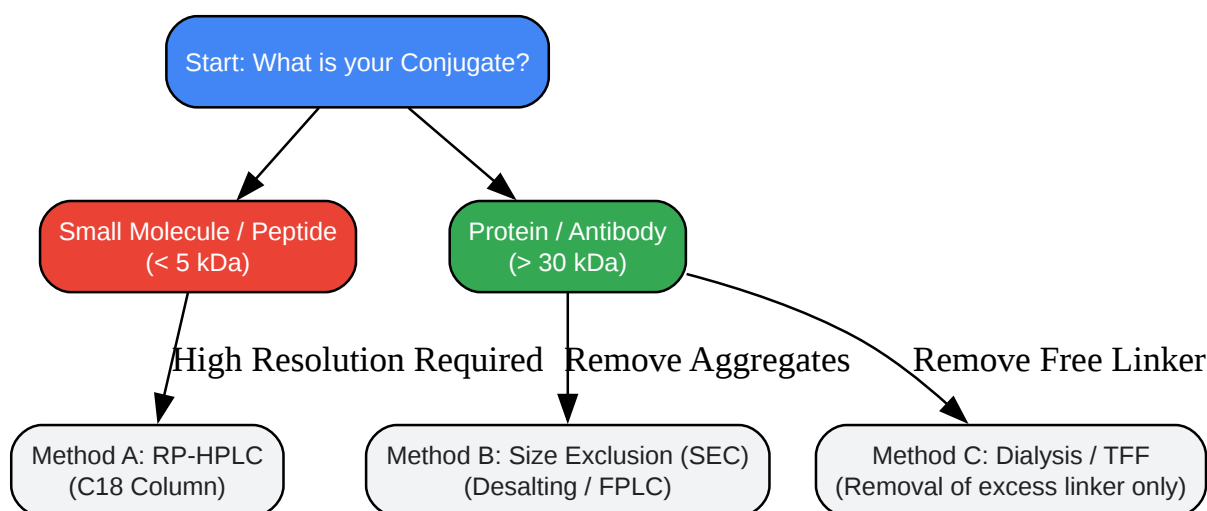 Start: What is your Conjugate?
Small Molecule / Peptide
(< 5 kDa)
Protein / Antibody
(> 30 kDa)
High Resolution Required
Remove Aggregates
Remove Free Linker
Method A: RP-HPLC
(C18 Column)
Method B: Size Exclusion (SEC)
(Desalting / FPLC)
Method C: Dialysis / TFF
(Removal of excess linker only)